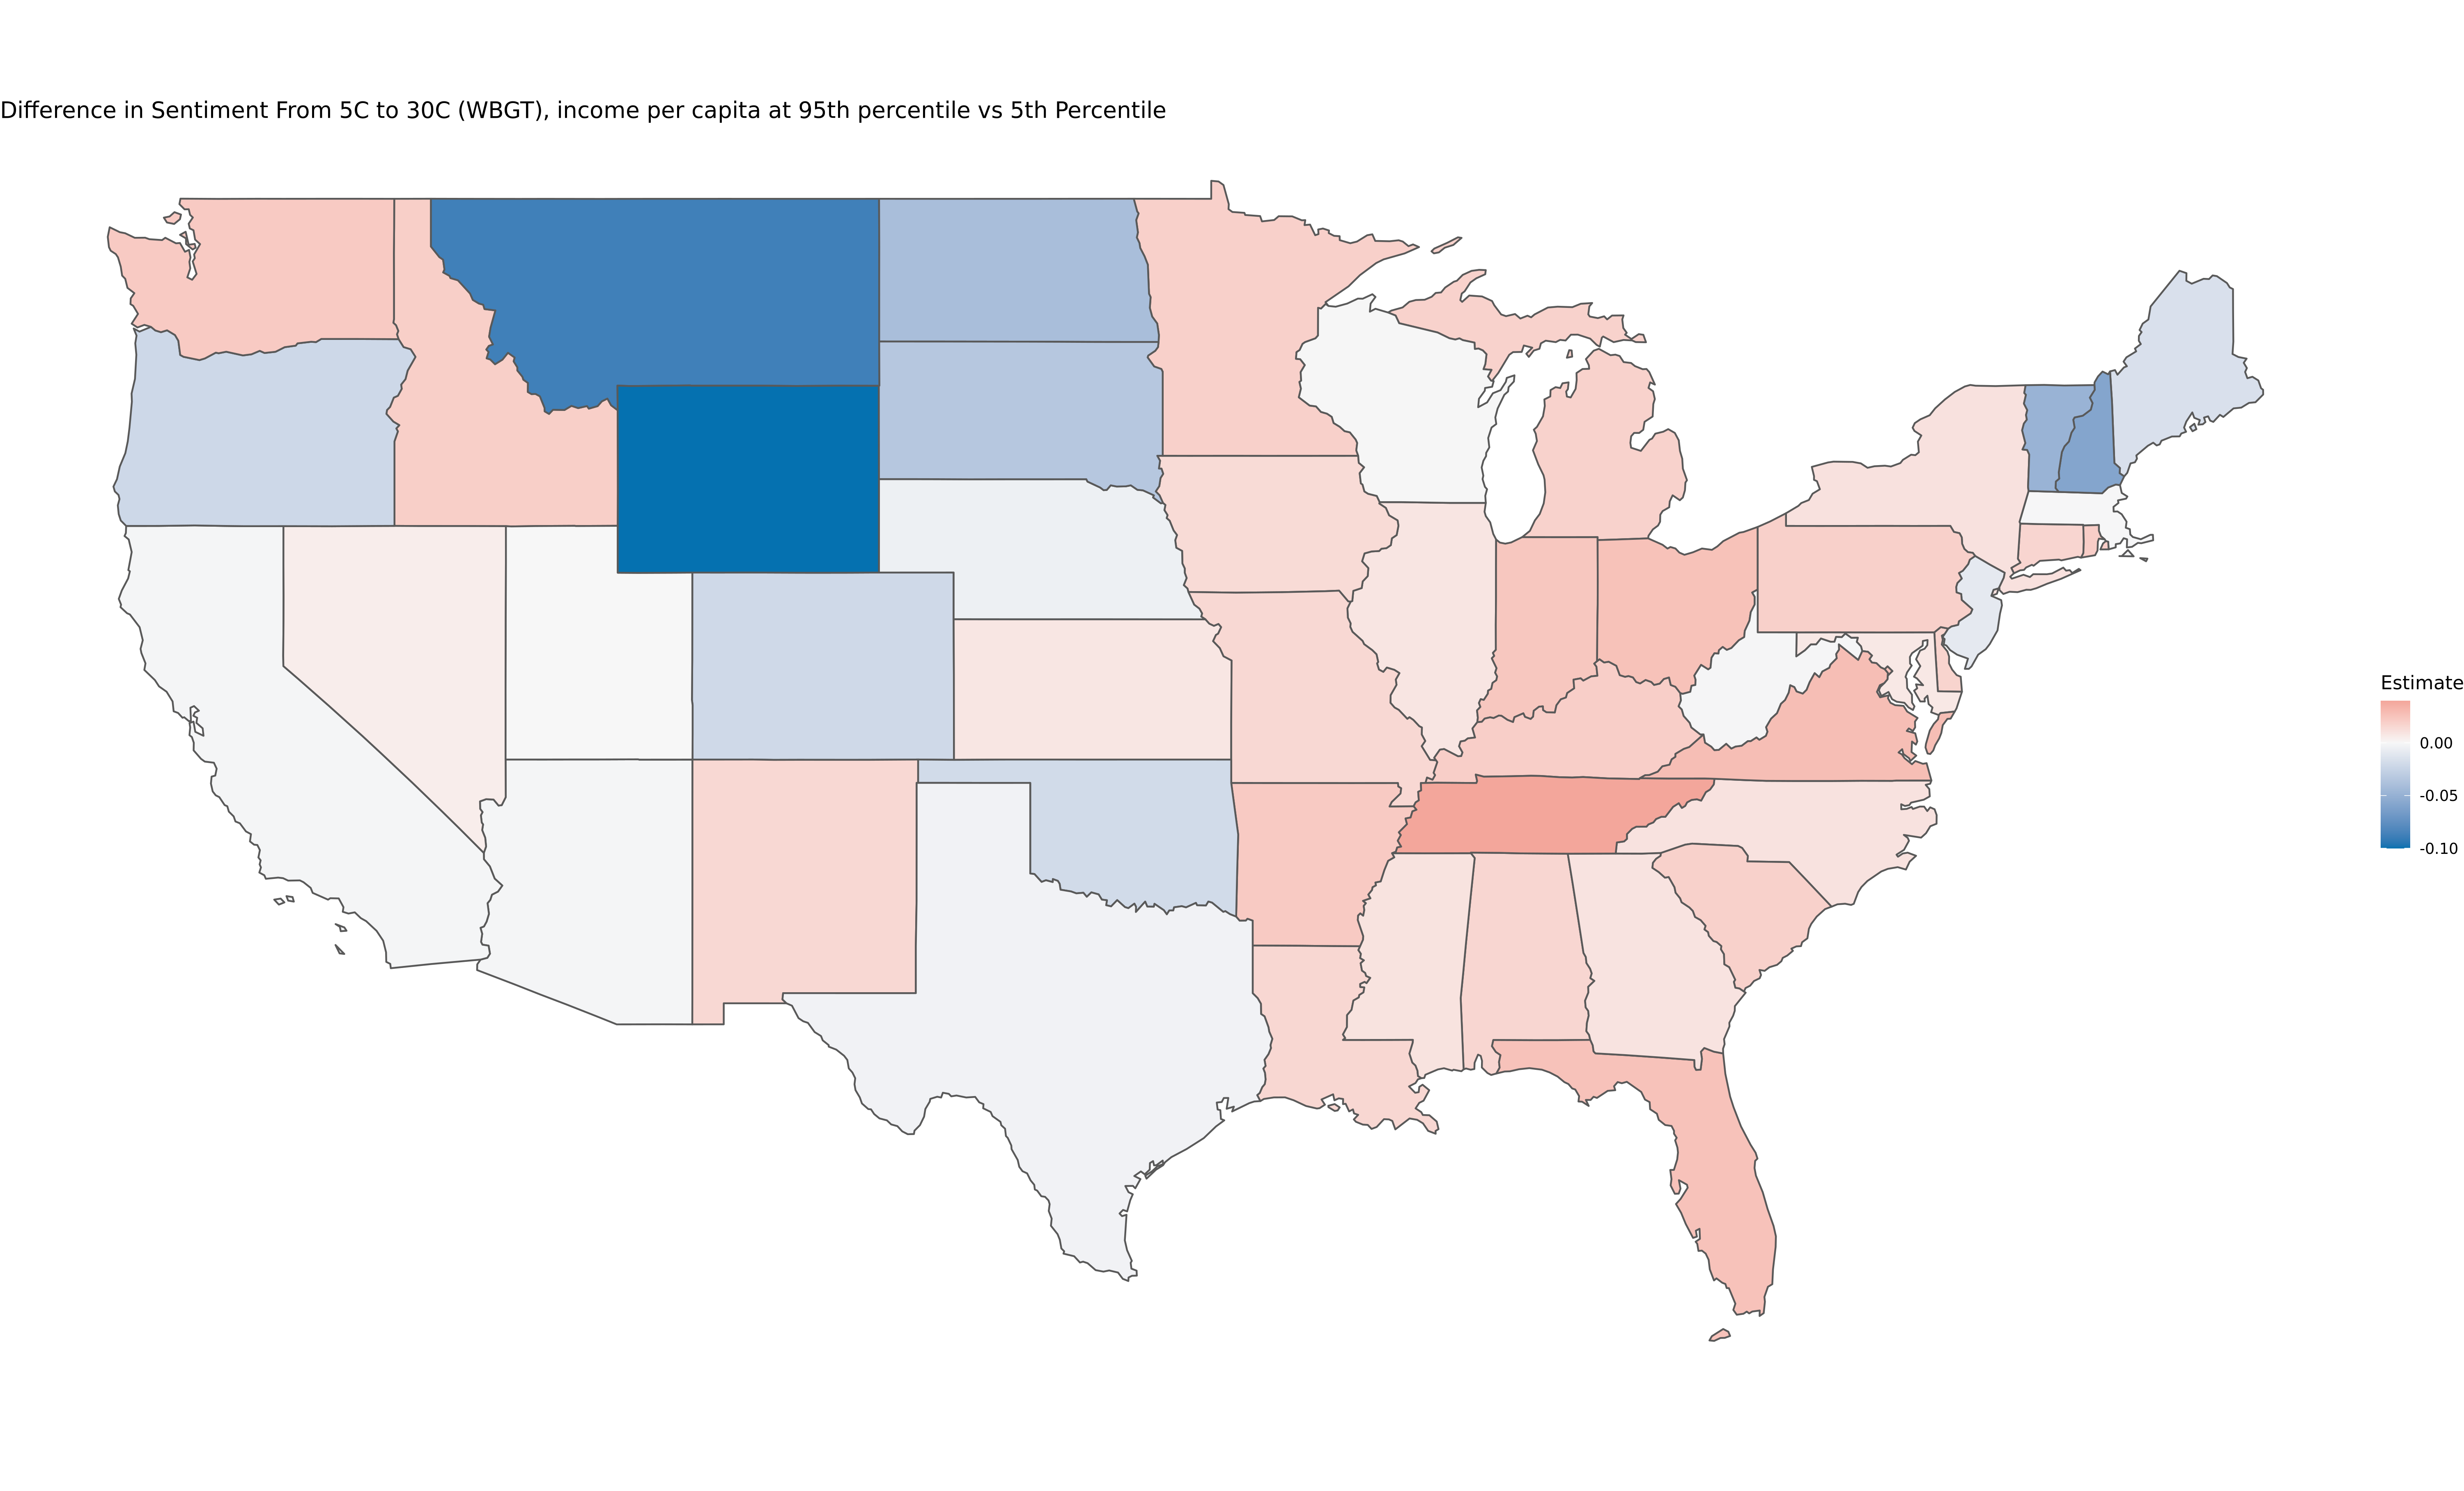 Difference in Sentiment From 5C to 30C (WBGT), income per capita at 95th percentile vs 5th Percentile
Estimate
0.00
-0.05
-0.10